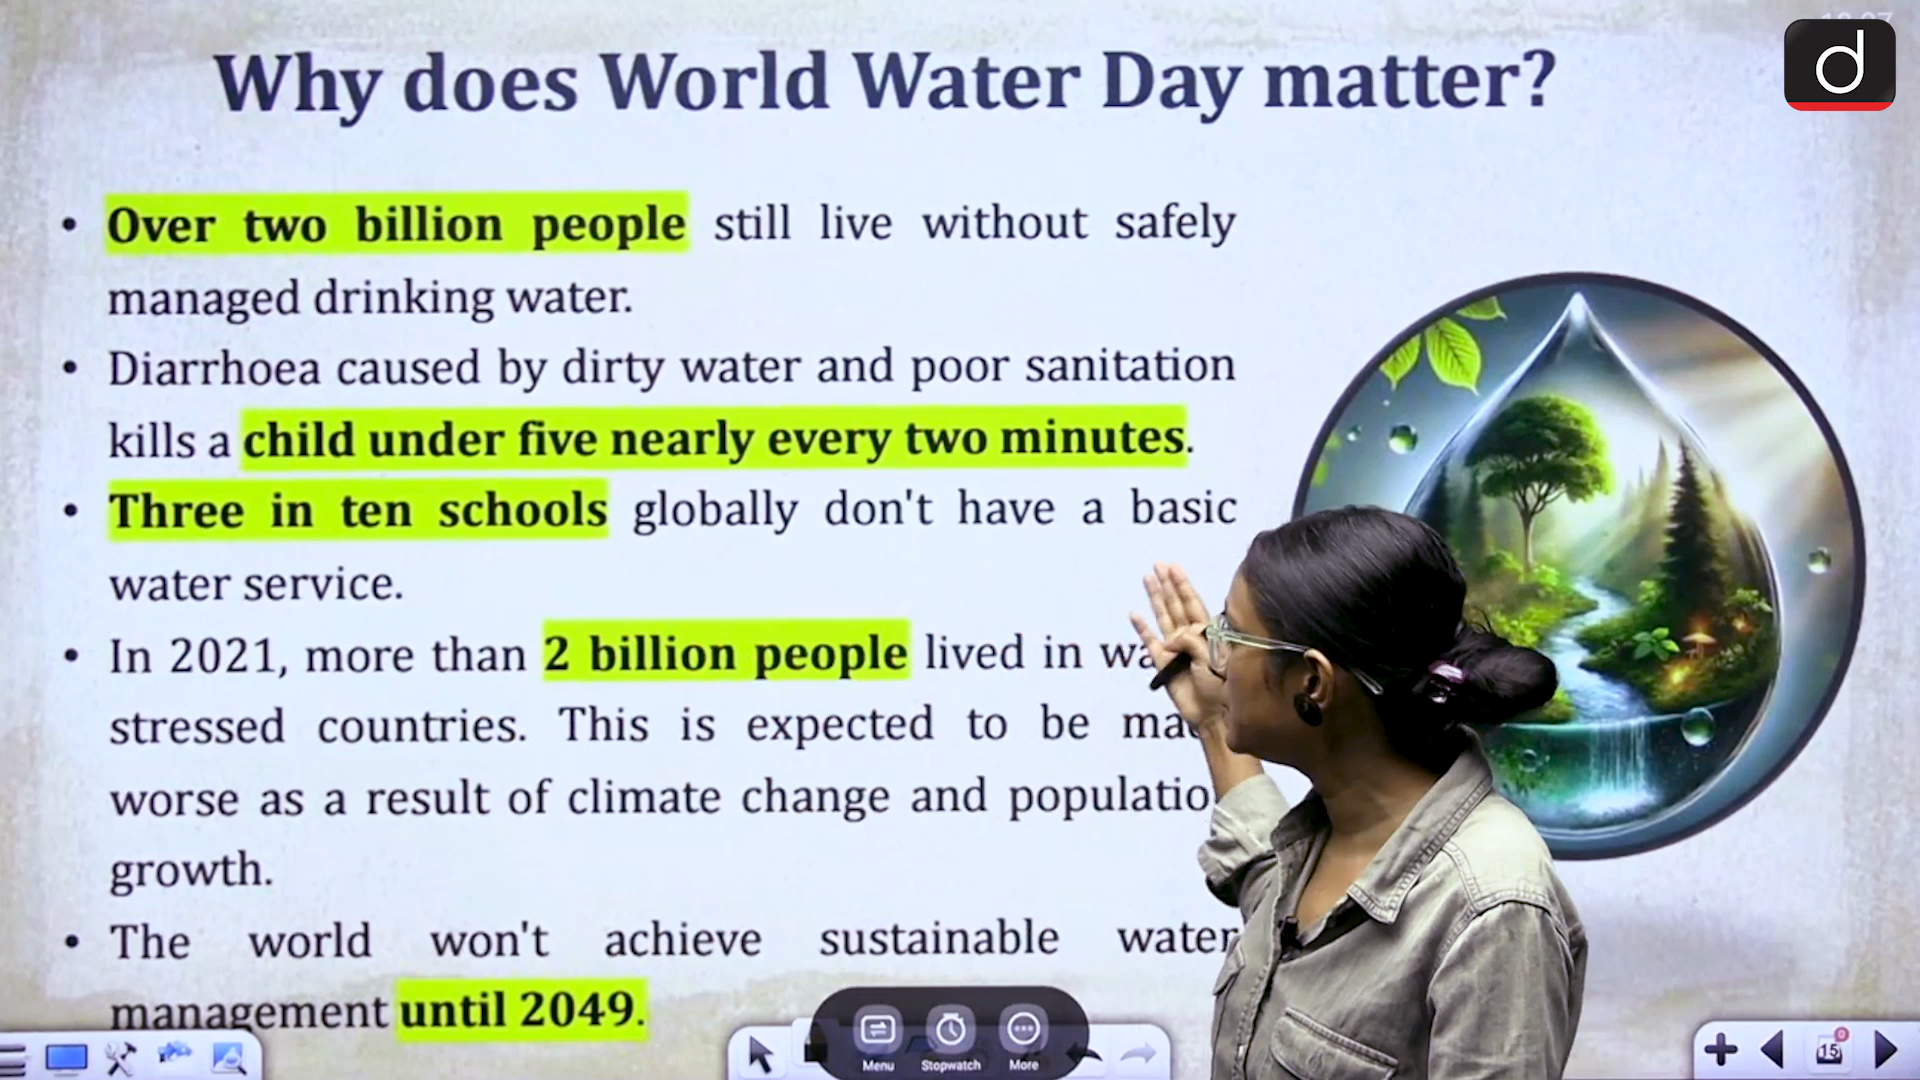 Why does World Water Day matter?
d
• Over two billion people still live without safely
managed drinking water.
• Diarrhoea caused by dirty water and poor sanitation
kills a child under five nearly every two minutes.
• Three in ten schools globally don't have a basic
water service.
• In 2021, more than 2 billion people lived in
stressed countries. This is expected to be
worse as a result of climate change and
growth.
• The world won't achieve sustainable water
management until 2049.
Menu Stopwatch More
15